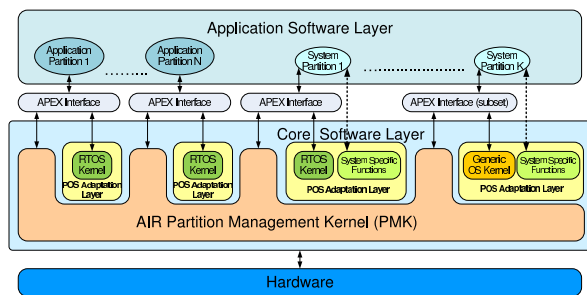 Application Software Layer
Application
Partition 1
Application
Partition N
System
Partition 1
System
Partition K
APEX Interface
APEX Interface
APEX Interface
APEX Interface (subset)
Core Software Layer
RTOS
Kernel
POS Adaptation
Layer
RTOS
Kernel
POS Adaptation
Layer
RTOS
Kernel
System Specific
Functions
POS Adaptation Layer
Generic
OS Kernel
System Specific
Functions
POS Adaptation Layer
AIR Partition Management Kernel (PMK)
Hardware